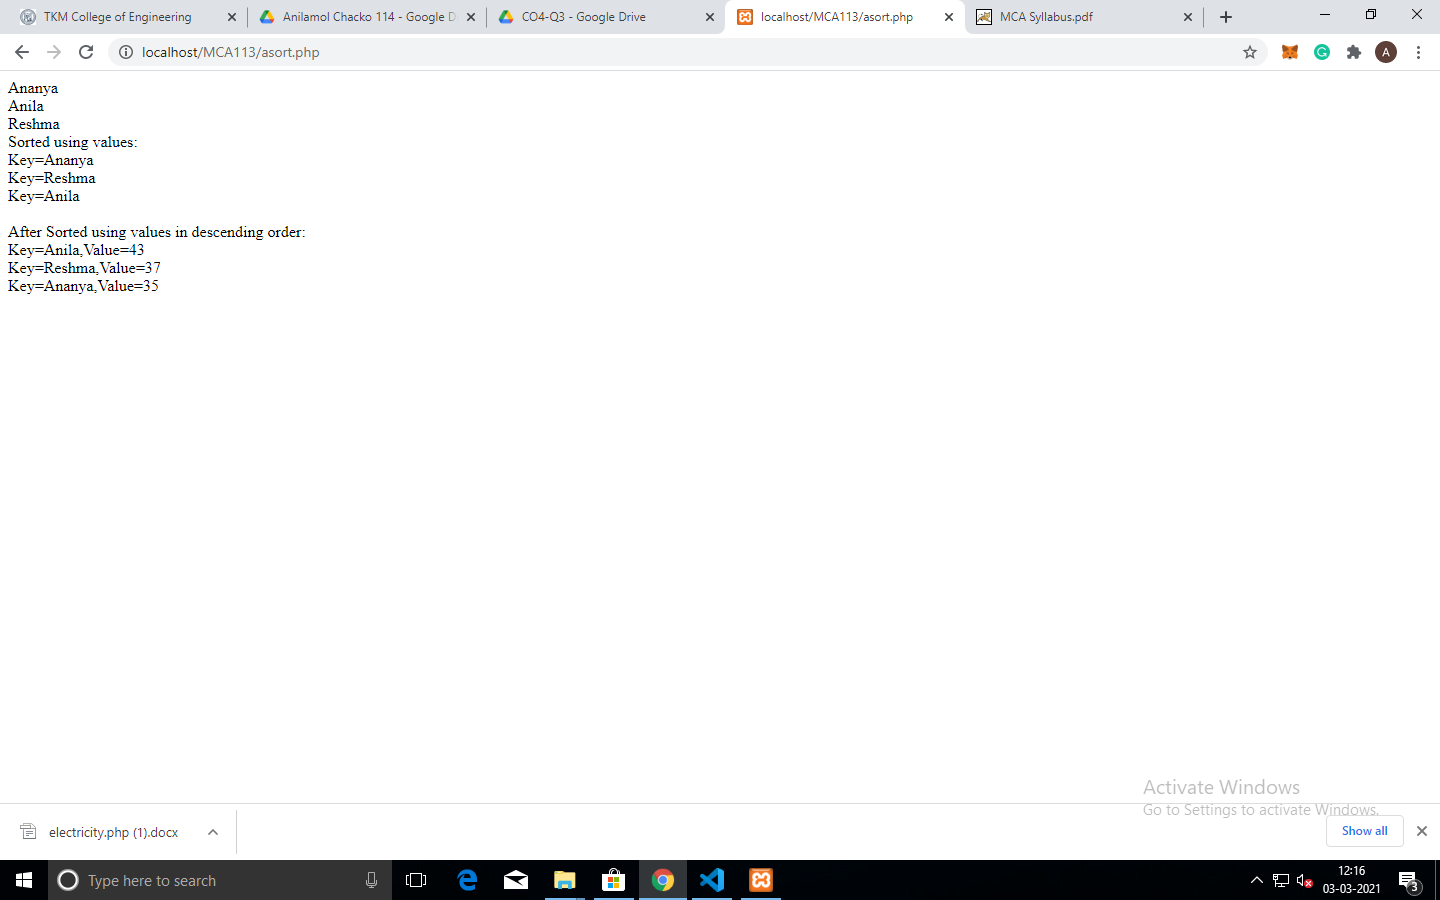 TKM College of Engineering
Anilamol Chacko 114 - Google D
CO4-Q3 - Google Drive
localhost/MCA113/asort.php
MCA Syllabus.pdf
localhost/MCA113/asort.php
A
Ananya
Anila
Reshma
Sorted using values:
Key=Ananya
Key=Reshma
Key=Anila
After Sorted using values in descending order:
Key=Anila,Value=43
Key=Reshma,Value=37
Key=Ananya,Value=35
Activate Windows
Go to Settings to activate Windows.
electricity.php (1).docx
Show all
Type here to search
12:16
03-03-2021
3